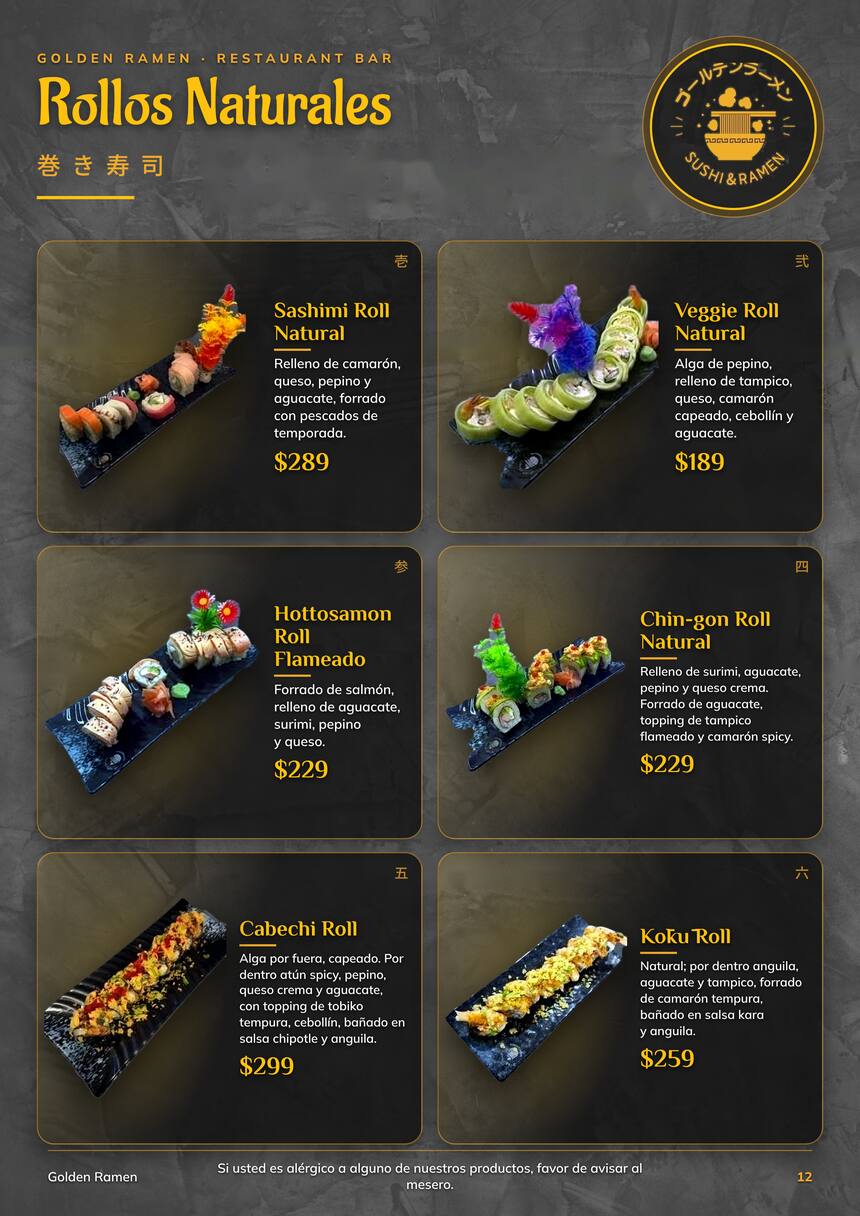 GOLDEN RAMEN · RESTAURANT BAR
Rollos Naturales
巻き寿司
ゴールデンラーメン
SUSHI & RAMEN
壱
Sashimi Roll
Natural
Relleno de camarón,
queso, pepino y
aguacate, forrado
con pescados de
temporada.
$289
弐
Veggie Roll
Natural
Alga de pepino,
relleno de tampico,
queso, camarón
capeado, cebollín y
aguacate.
$189
参
Hottosamon
Roll
Flameado
Forrado de salmón,
relleno de aguacate,
surimi, pepino
y queso.
$229
四
Chin-gon Roll
Natural
Relleno de surimi, aguacate,
pepino y queso crema.
Forrado de aguacate,
topping de tampico
flameado y camarón spicy.
$229
五
Cabechi Roll
Alga por fuera, capeado. Por
dentro atún spicy, pepino,
queso crema y aguacate,
con topping de tobiko
tempura, cebollín, bañado en
salsa chipotle y anguila.
$299
六
Koku Roll
Natural; por dentro anguila,
aguacate y tampico, forrado
de camarón tempura,
bañado en salsa kara
y anguila.
$259
Golden Ramen
Si usted es alérgico a alguno de nuestros productos, favor de avisar al
mesero.
12